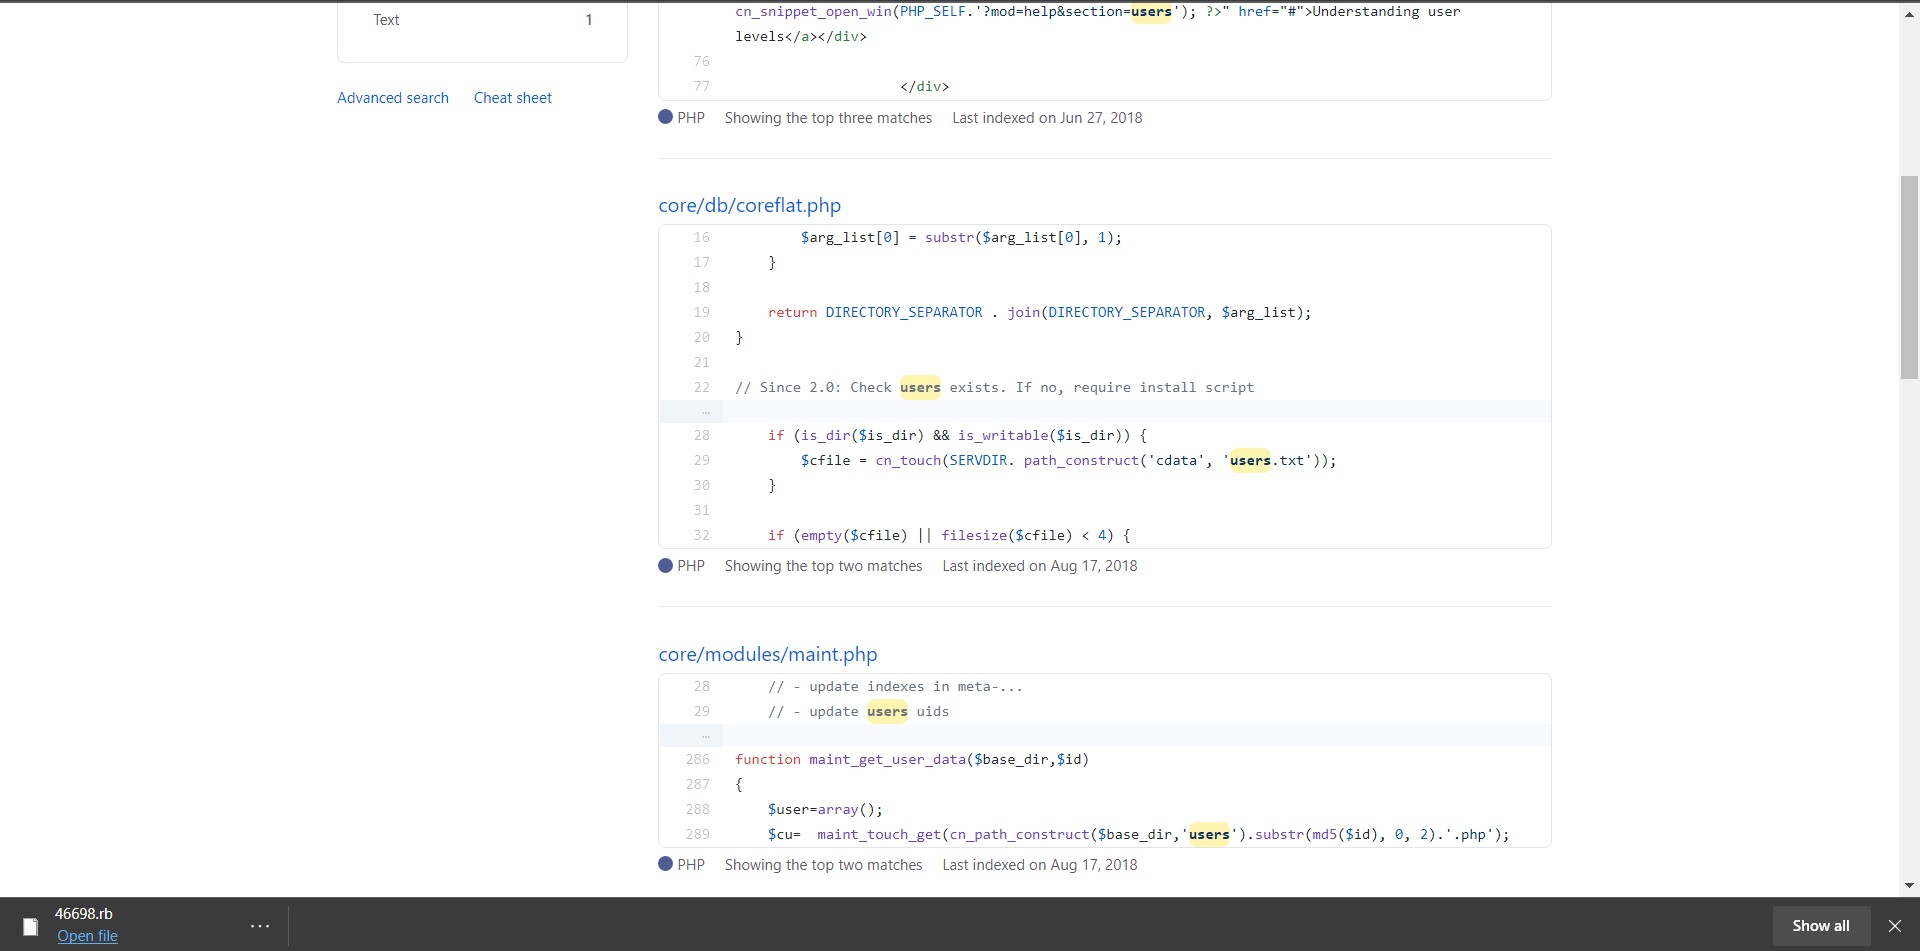 Text 1
Advanced search Cheat sheet
cn_snippet_open_win(PHP_SELF.'?mod=help&section=users'); ?>" href="#">Understanding user
levels</a></div>
76
77 </div>
PHP Showing the top three matches Last indexed on Jun 27, 2018
core/db/coreflat.php
16 $arg_list[0] = substr($arg_list[0], 1);
17 }
18
19 return DIRECTORY_SEPARATOR . join(DIRECTORY_SEPARATOR, $arg_list);
20 }
21
22 // Since 2.0: Check users exists. If no, require install script
…
28 if (is_dir($is_dir) && is_writable($is_dir)) {
29 $cfile = cn_touch(SERVDIR. path_construct('cdata', 'users.txt'));
30 }
31
32 if (empty($cfile) || filesize($cfile) < 4) {
PHP Showing the top two matches Last indexed on Aug 17, 2018
core/modules/maint.php
28 // - update indexes in meta-...
29 // - update users uids
…
286 function maint_get_user_data($base_dir,$id)
287 {
288 $user=array();
289 $cu= maint_touch_get(cn_path_construct($base_dir,'users').substr(md5($id), 0, 2).'.php');
PHP Showing the top two matches Last indexed on Aug 17, 2018
46698.rb
Open file
... Show all